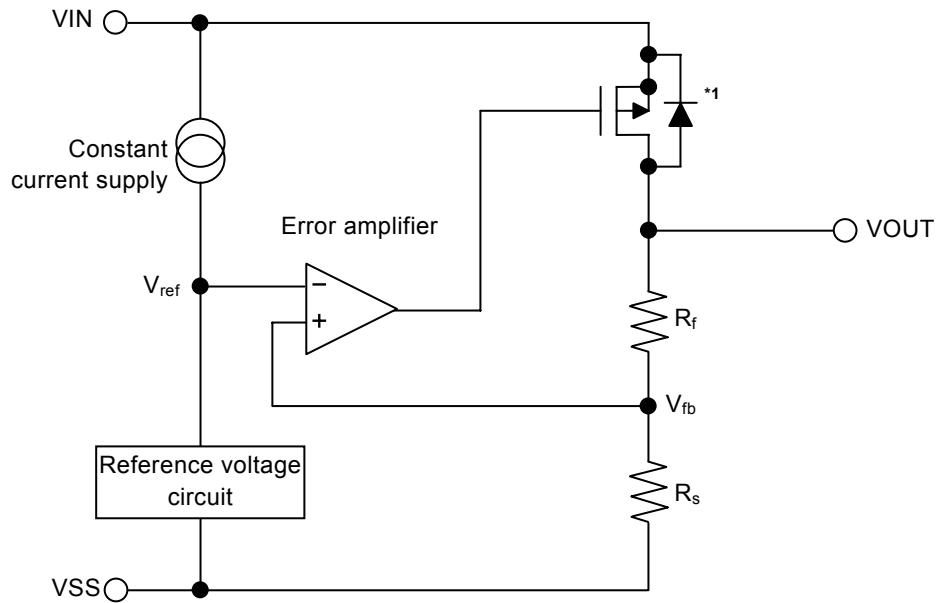 VIN
*1
Constant
current supply
Error amplifier
VOUT
Vref
−
+
Rf
Vfb
Reference voltage
circuit
Rs
VSS